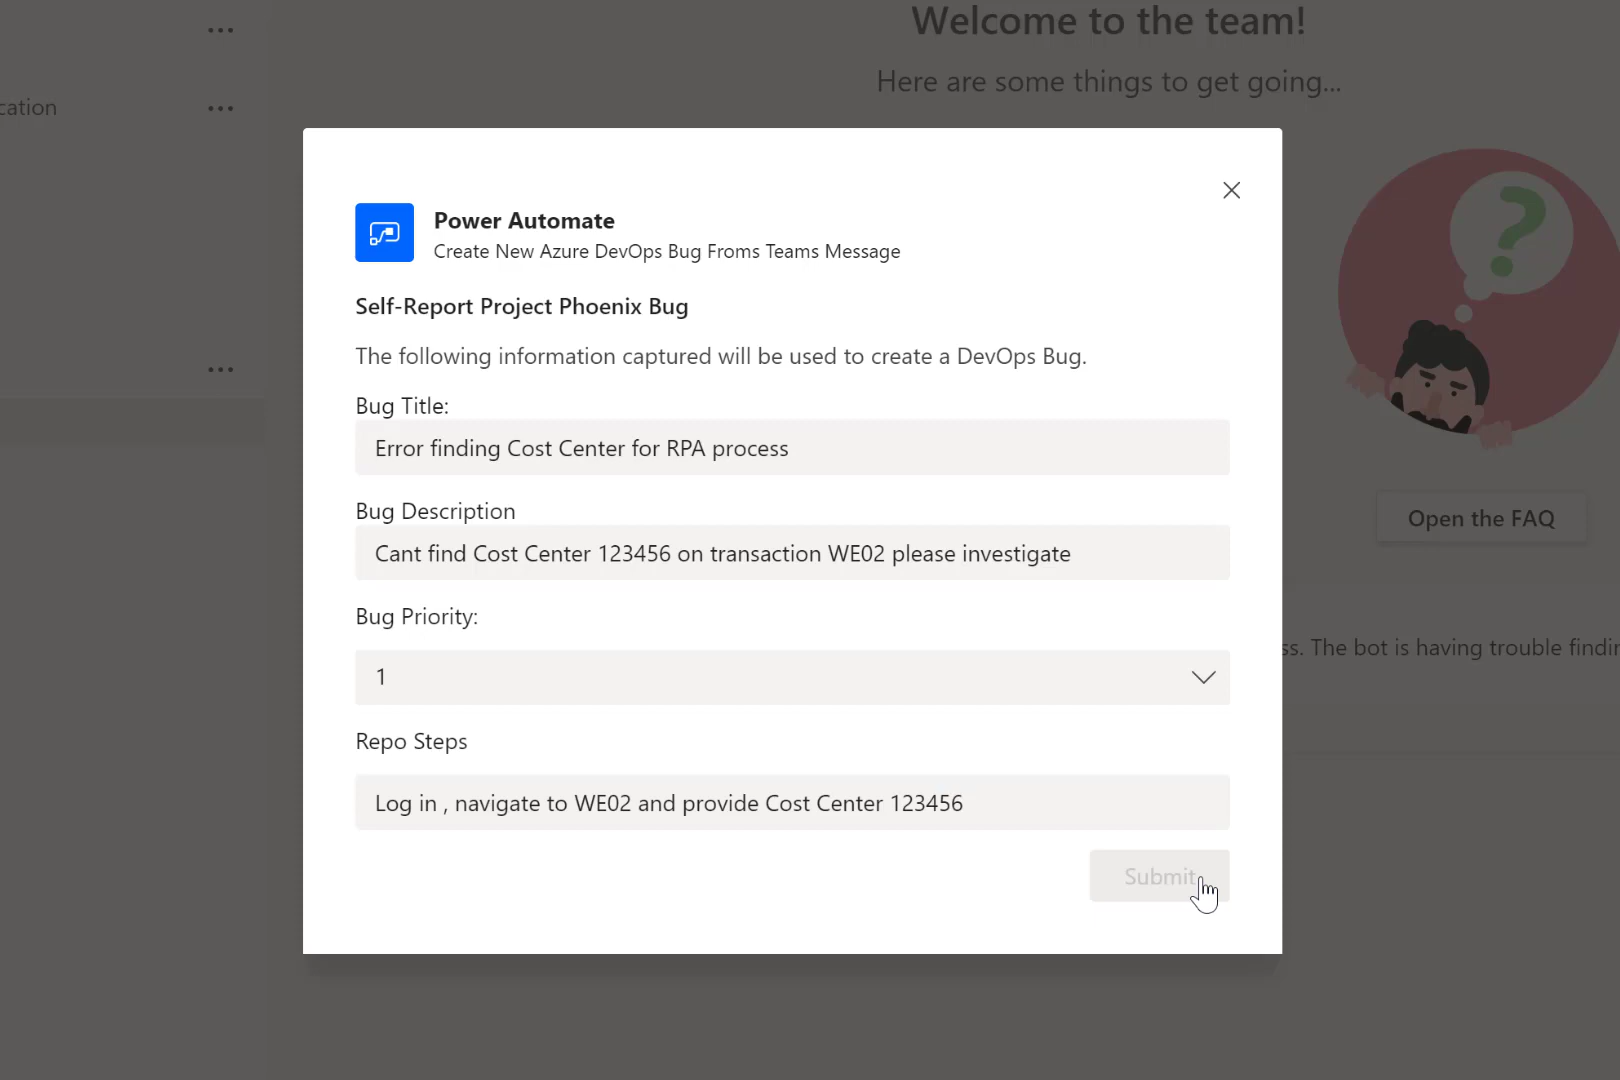 Welcome to the team!
Here are some things to get going...
cation
Power Automate
Create New Azure DevOps Bug Froms Teams Message
Self-Report Project Phoenix Bug
The following information captured will be used to create a DevOps Bug.
Bug Title:
Error finding Cost Center for RPA process
Bug Description
Cant find Cost Center 123456 on transaction WE02 please investigate
Bug Priority:
1
Repo Steps
Log in , navigate to WE02 and provide Cost Center 123456
Submit
Open the FAQ
ss. The bot is having trouble findin